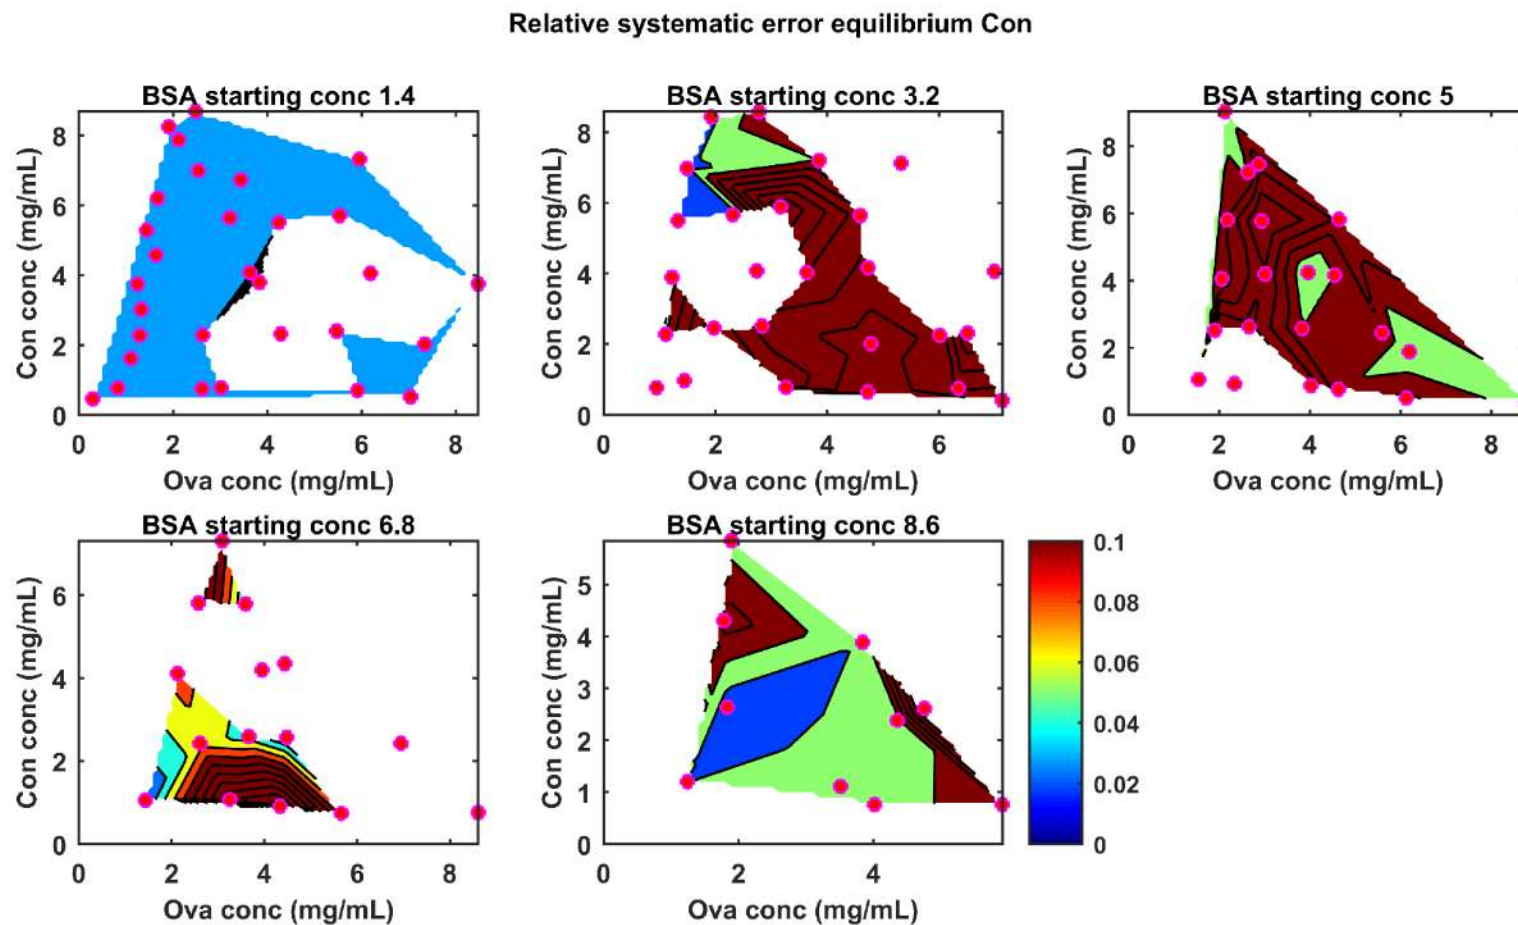 Relative systematic error equilibrium Con
BSA starting conc 1.4
BSA starting conc 3.2
BSA starting conc 5
Con conc (mg/mL)
8
6
4
2
0
0 2 4 6 8
Ova conc (mg/mL)
Con conc (mg/mL)
8
6
4
2
0
0 2 4 6
Ova conc (mg/mL)
Con conc (mg/mL)
8
6
4
2
0
0 2 4 6 8
Ova conc (mg/mL)
BSA starting conc 6.8
BSA starting conc 8.6
Con conc (mg/mL)
6
4
2
0
0 2 4 6 8
Ova conc (mg/mL)
Con conc (mg/mL)
5
4
3
2
1
0
0 2 4
Ova conc (mg/mL)
0.1
0.08
0.06
0.04
0.02
0